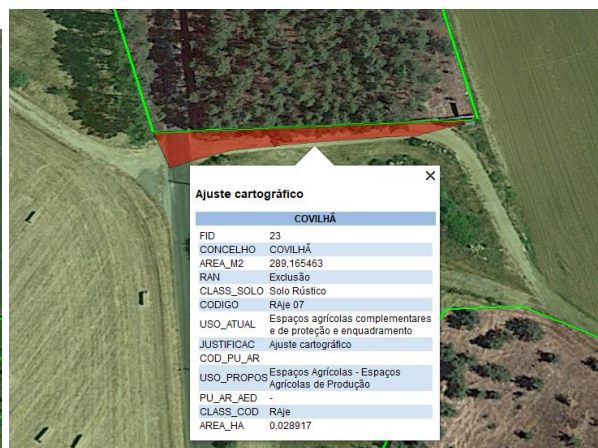 Ajuste cartográfico
COVILHÃ
FID 23
CONCELHO COVILHÃ
AREA_M2 289,165463
RAN Exclusão
CLASS_SOLO Solo Rústico
CODIGO RAje 07
USO_ATUAL Espaços agrícolas complementares
e de proteção e enquadramento
JUSTIFICAC Ajuste cartográfico
COD_PU_AR
USO_PROPOS Espaços Agrícolas - Espaços
Agrícolas de Produção
PU_AR_AED -
CLASS_COD RAje
AREA_HA 0,028917